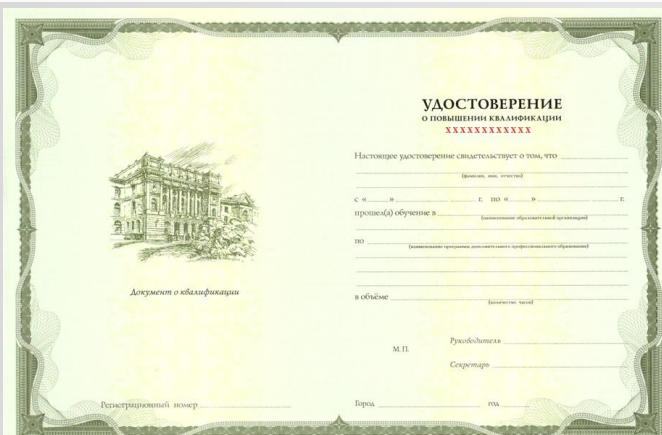 Документ о квалификации
Регистрационный номер
УДОСТОВЕРЕНИЕ
О ПОВЫШЕНИИ КВАЛИФИКАЦИИ
XXXXXXXXXXXX
Настоящее удостоверение свидетельствует о том, что
(фамилия, имя, отчество)
с « » г. по « » г.
прошел(а) обучение в
(наименование образовательной организации)
по
(наименование программы дополнительного профессионального образования)
в объёме
(количество часов)
М. П.
Руководитель
Секретарь
Город год